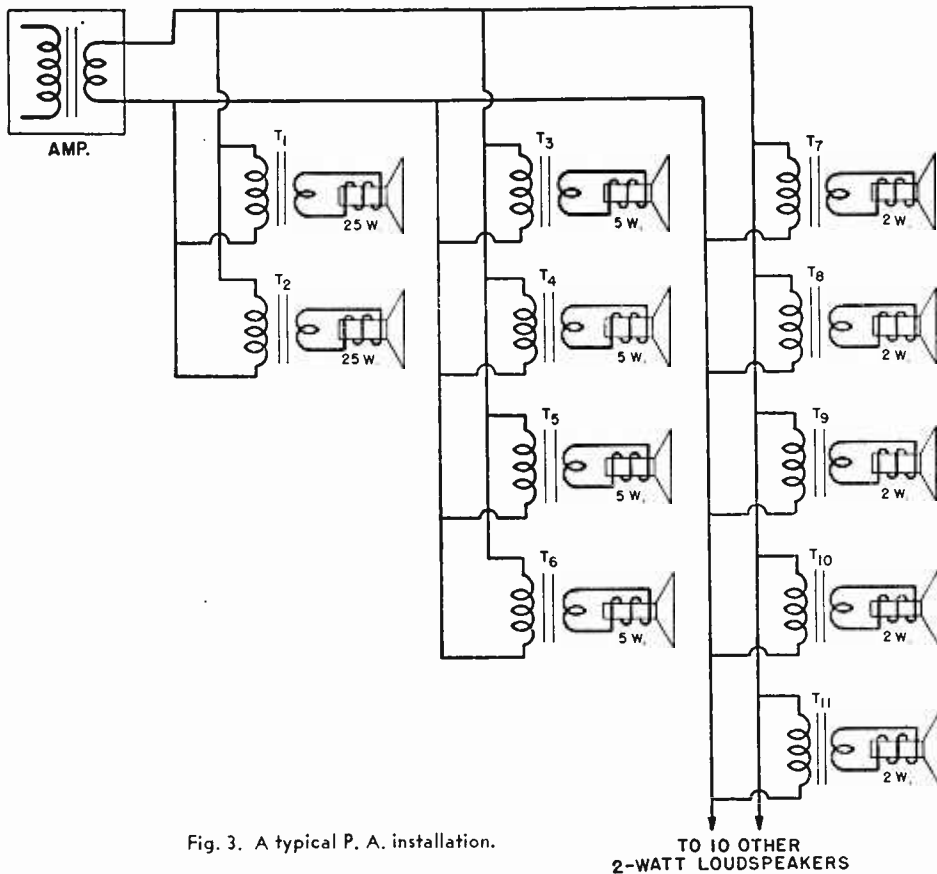 AMP.
T1
25 W.
T2
25 W.
T3
5 W.
T4
5 W.
T5
5 W.
T6
5 W.
T7
2 W.
T8
2 W.
T9
2 W.
T10
2 W.
T11
2 W.
Fig. 3. A typical P. A. installation.
TO 10 OTHER
2-WATT LOUDSPEAKERS